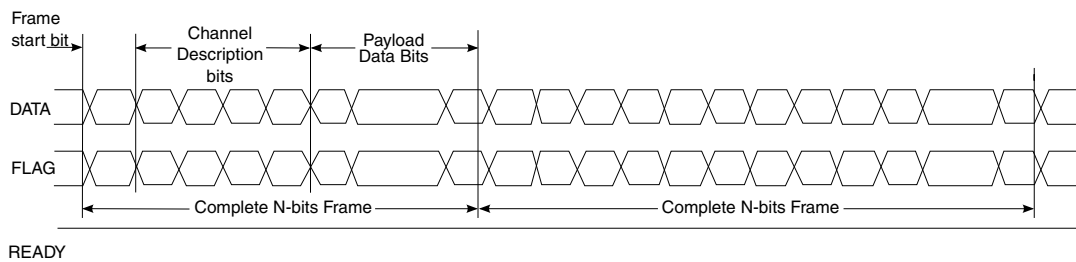 Frame
start bit
Channel
Description
bits
Payload
Data Bits
DATA
FLAG
Complete N-bits Frame
Complete N-bits Frame
READY